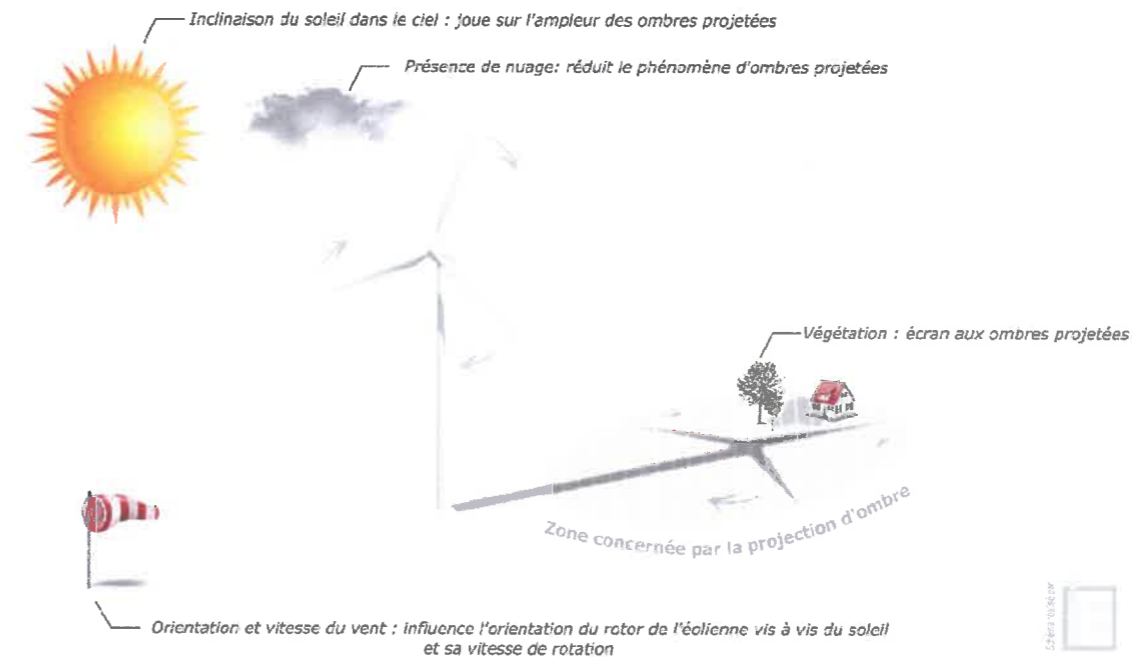 Inclinaison du soleil dans le ciel : joue sur l'ampleur des ombres projetées
Présence de nuage: réduit le phénomène d'ombres projetées
Végétation : écran aux ombres projetées
Zone concernée par la projection d'ombre
Orientation et vitesse du vent : influence l'orientation du rotor de l'éolienne vis à vis du soleil
et sa vitesse de rotation